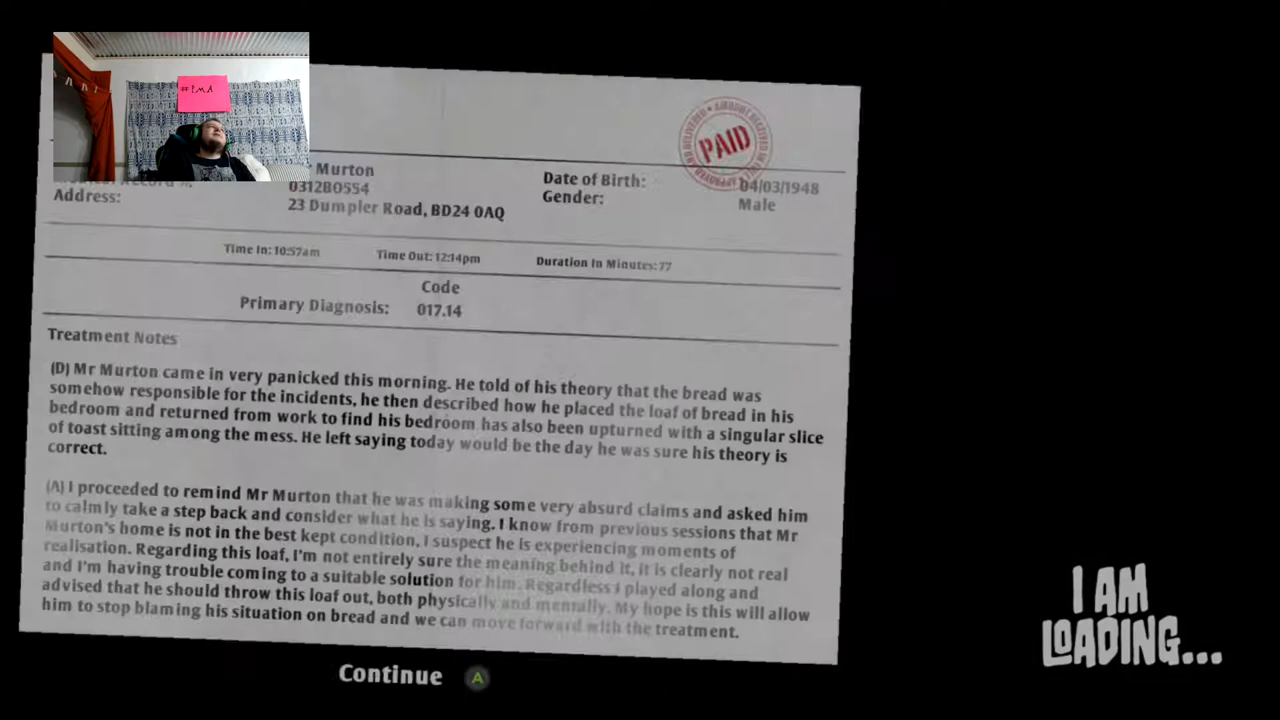 #IMA
PAID
r Murton
Date of Birth: 04/03/1948
0312BO554
Gender: Male
Address: 23 Dumpler Road, BD24 0AQ
Time In: 10:57am Time Out: 12:14pm Duration In Minutes: 77
Code
Primary Diagnosis: 017.14
Treatment Notes
(D) Mr Murton came in very panicked this morning. He told of his theory that the bread was
somehow responsible for the incidents, he then described how he placed the loaf of bread in his
bedroom and returned from work to find his bedroom has also been upturned with a singular slice
of toast sitting among the mess. He left saying today would be the day he was sure his theory is
correct.
(A) I proceeded to remind Mr Murton that he was making some very absurd claims and asked him
to calmly take a step back and consider what he is saying. I know from previous sessions that Mr
Murton's home is not in the best kept condition, I suspect he is experiencing moments of
realisation. Regarding this loaf, I'm not entirely sure the meaning behind it, it is clearly not real
and I'm having trouble coming to a suitable solution for him. Regardless I played along and
advised that he should throw this loaf out, both physically and mentally. My hope is this will allow
him to stop blaming his situation on bread and we can move forward with the treatment.
Continue A
I AM
LOADING...